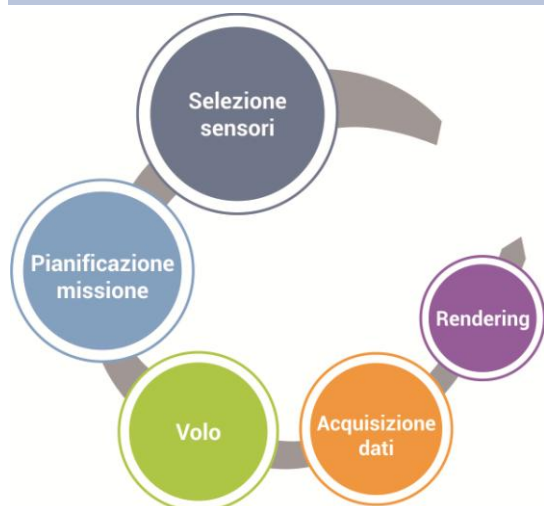 Selezione
sensori
Pianificazione
missione
Volo
Acquisizione
dati
Rendering